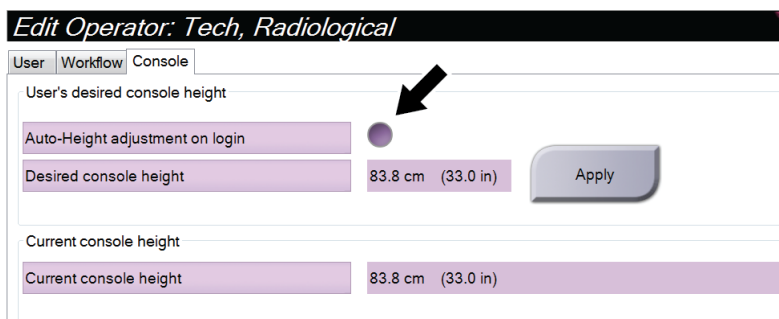 Edit Operator: Tech, Radiological
User Workflow Console
User's desired console height
Auto-Height adjustment on login
Desired console height 83.8 cm (33.0 in) Apply
Current console height
Current console height 83.8 cm (33.0 in)